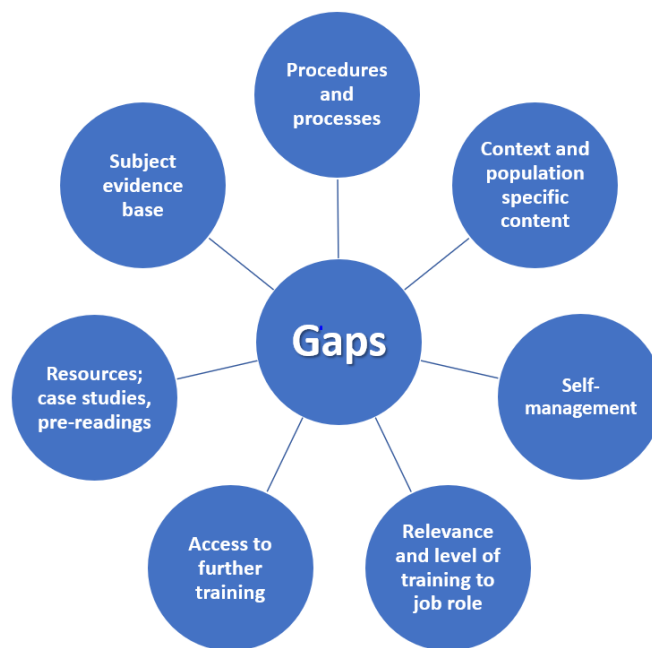 Procedures
and
processes
Context and
population
specific
content
Self-
management
Relevance
and level of
training to
job role
Access to
further
training
Resources;
case studies,
pre-readings
Subject
evidence
base
Gaps